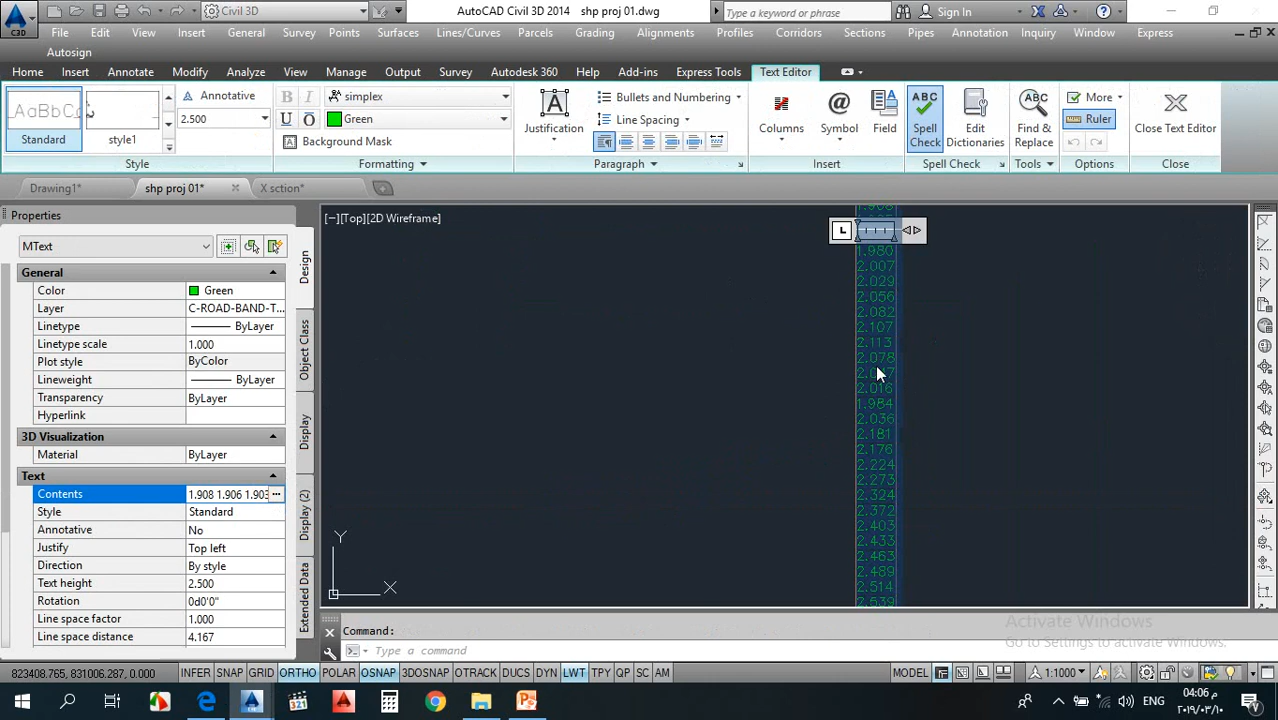 Civil 3D
AutoCAD Civil 3D 2014 shp proj 01.dwg
Type a keyword or phrase
Sign In
File Edit View Insert General Survey Points Surfaces Lines/Curves Parcels Grading Alignments Profiles Corridors Sections Pipes Annotation Inquiry Window Express
Autosign
Home Insert Annotate Modify Analyze View Manage Output Survey Autodesk 360 Help Add-ins Express Tools Text Editor
Standard
style1
Annotative
2.500
Style
B I
simplex
U O
Green
Background Mask
Formatting
Justification
Bullets and Numbering
Line Spacing
Paragraph
Columns
Symbol
Field
Insert
ABC Spell Check
Edit Dictionaries
Spell Check
ABC Find & Replace
Tools
More
Ruler
Options
Close Text Editor
Close
Drawing1*
shp proj 01*
X sction*
Properties
MText
General
Color Green
Layer C-ROAD-BAND-T...
Linetype ByLayer
Linetype scale 1.000
Plot style ByColor
Lineweight ByLayer
Transparency ByLayer
Hyperlink
3D Visualization
Material ByLayer
Text
Contents 1.908 1.906 1.903
Style Standard
Annotative No
Justify Top left
Direction By style
Text height 2.500
Rotation 0d0'0"
Line space factor 1.000
Line space distance 4.167
Design
Object Class
Display
Display (2)
Extended Data
[−][Top][2D Wireframe]
1.908
L
1.980
2.007
2.029
2.056
2.082
2.107
2.113
2.078
2.016
1.984
2.036
2.181
2.176
2.224
2.273
2.324
2.372
2.403
2.433
2.463
2.489
2.514
2.539
Y
X
Command:
Type a command
Activate Windows
Go to Settings to activate Windows.
823408.765, 831006.287, 0.000
INFER SNAP GRID ORTHO POLAR OSNAP 3DOSNAP OTRACK DUCS DYN LWT TPY QP SC AM
MODEL
1:1000
ENG
04:06 م
٢٠١٩/٠٣/١٠